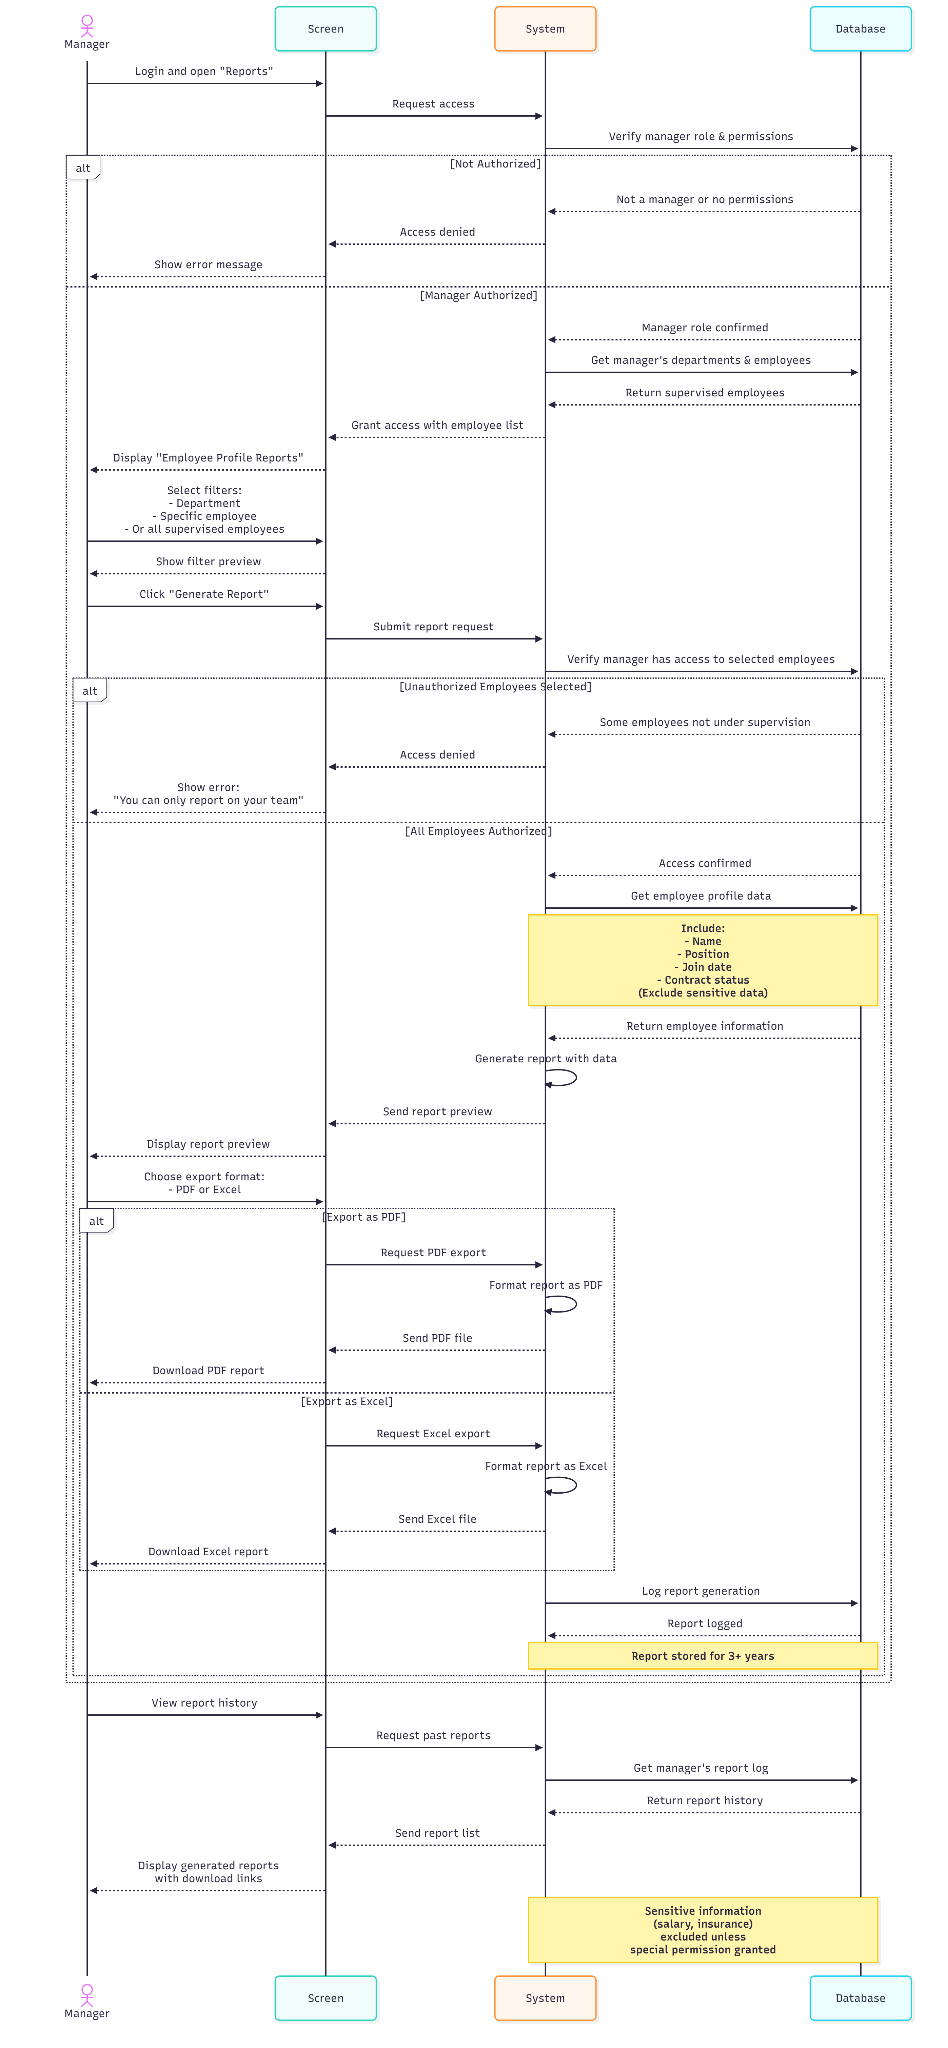 Manager
Screen
System
Database
Login and open "Reports"
Request access
Verify manager role & permissions
alt
[Not Authorized]
Not a manager or no permissions
Access denied
Show error message
[Manager Authorized]
Manager role confirmed
Get manager's departments & employees
Return supervised employees
Grant access with employee list
Display "Employee Profile Reports"
Select filters:
- Department
- Specific employee
- Or all supervised employees
Show filter preview
Click "Generate Report"
Submit report request
Verify manager has access to selected employees
alt
[Unauthorized Employees Selected]
Some employees not under supervision
Access denied
Show error:
"You can only report on your team"
[All Employees Authorized]
Access confirmed
Get employee profile data
Include:
- Name
- Position
- Join date
- Contract status
(Exclude sensitive data)
Return employee information
Generate report with data
Send report preview
Display report preview
Choose export format:
- PDF or Excel
alt
[Export as PDF]
Request PDF export
Format report as PDF
Send PDF file
Download PDF report
[Export as Excel]
Request Excel export
Format report as Excel
Send Excel file
Download Excel report
Log report generation
Report logged
Report stored for 3+ years
View report history
Request past reports
Get manager's report log
Return report history
Send report list
Display generated reports
with download links
Sensitive information
(salary, insurance)
excluded unless
special permission granted
Manager
Screen
System
Database